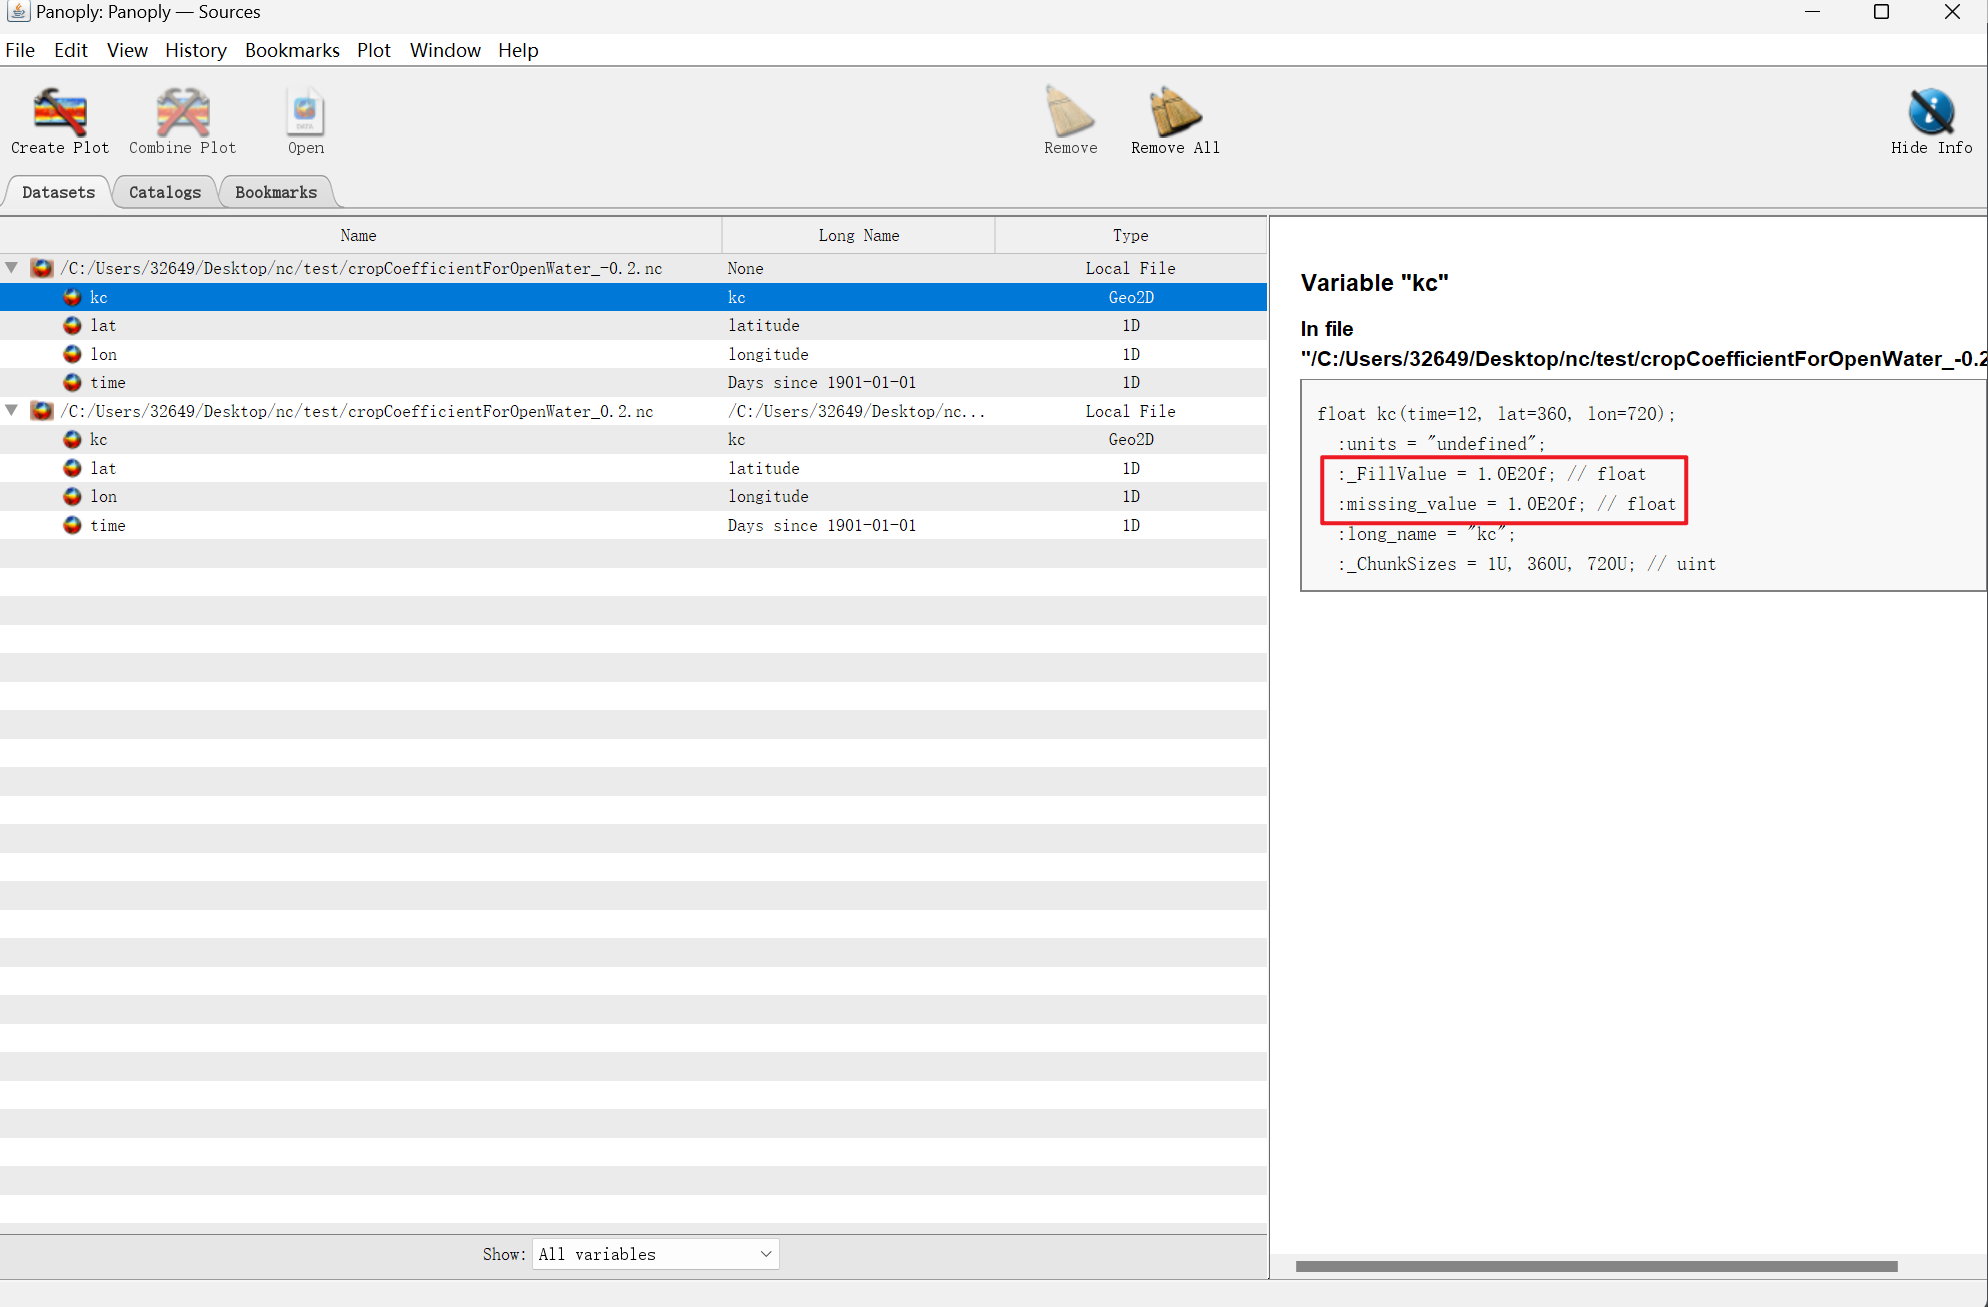 Panoply: Panoply — Sources
File Edit View History Bookmarks Plot Window Help
Create Plot Combine Plot Open Remove Remove All Hide Info
Datasets Catalogs Bookmarks
Name Long Name Type
/C:/Users/32649/Desktop/nc/test/cropCoefficientForOpenWater_-0.2.nc None Local File
kc kc Geo2D
lat latitude 1D
lon longitude 1D
time Days since 1901-01-01 1D
/C:/Users/32649/Desktop/nc/test/cropCoefficientForOpenWater_0.2.nc /C:/Users/32649/Desktop/nc... Local File
kc kc Geo2D
lat latitude 1D
lon longitude 1D
time Days since 1901-01-01 1D
Show: All variables
Variable "kc"
In file
"/C:/Users/32649/Desktop/nc/test/cropCoefficientForOpenWater_-0.2
float kc(time=12, lat=360, lon=720);
:units = "undefined";
:_FillValue = 1.0E20f; // float
:missing_value = 1.0E20f; // float
:long_name = "kc";
:_ChunkSizes = 1U, 360U, 720U; // uint